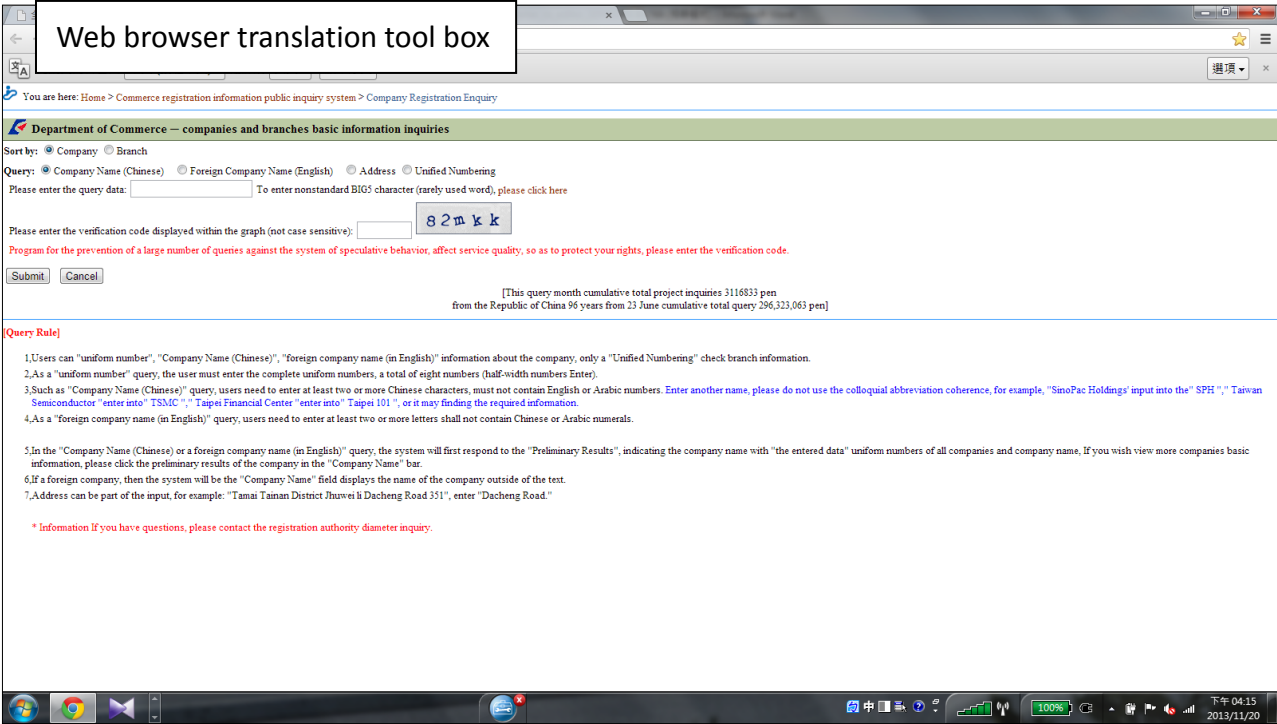 Web browser translation tool box
選項
You are here: Home > Commerce registration information public inquiry system > Company Registration Enquiry
Department of Commerce — companies and branches basic information inquiries
Sort by: Company Branch
Query: Company Name (Chinese) Foreign Company Name (English) Address Unified Numbering
Please enter the query data: To enter nonstandard BIG5 character (rarely used word), please click here
Please enter the verification code displayed within the graph (not case sensitive): 82mkk
Program for the prevention of a large number of queries against the system of speculative behavior, affect service quality, so as to protect your rights, please enter the verification code.
Submit Cancel
[This query month cumulative total project inquiries 3116833 pen
from the Republic of China 96 years from 23 June cumulative total query 296,323,063 pen]
[Query Rule]
1,Users can "uniform number", "Company Name (Chinese)", "foreign company name (in English)" information about the company, only a "Unified Numbering" check branch information.
2,As a "uniform number" query, the user must enter the complete uniform numbers, a total of eight numbers (half-width numbers Enter).
3,Such as "Company Name (Chinese)" query, users need to enter at least two or more Chinese characters, must not contain English or Arabic numbers. Enter another name, please do not use the colloquial abbreviation coherence, for example, "SinoPac Holdings' input into the" SPH "," Taiwan
Semiconductor "enter into" TSMC "," Taipei Financial Center "enter into" Taipei 101 ", or it may finding the required information.
4,As a "foreign company name (in English)" query, users need to enter at least two or more letters shall not contain Chinese or Arabic numerals.
5,In the "Company Name (Chinese) or a foreign company name (in English)" query, the system will first respond to the "Preliminary Results", indicating the company name with "the entered data" uniform numbers of all companies and company name, If you wish view more companies basic
information, please click the preliminary results of the company in the "Company Name" bar.
6,If a foreign company, then the system will be the "Company Name" field displays the name of the company outside of the text.
7,Address can be part of the input, for example: "Tamai Tainan District Jhuwei li Dacheng Road 351", enter "Dacheng Road."
* Information If you have questions, please contact the registration authority diameter inquiry.
中
100%
下午 04:15
2013/11/20